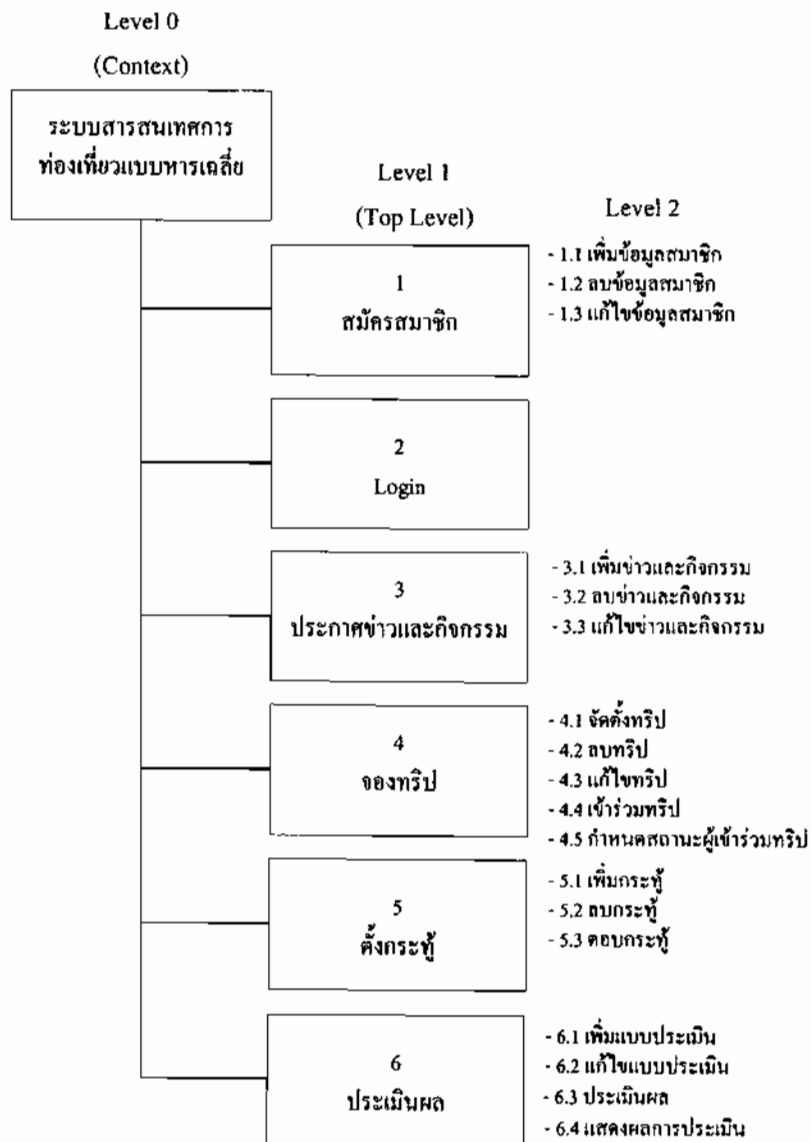 Level 0
(Context)
ระบบสารสนเทศการ
ท่องเที่ยวแบบหารเฉลี่ย
Level 1
(Top Level)
Level 2
1
สมัครสมาชิก
- 1.1 เพิ่มข้อมูลสมาชิก
- 1.2 ลบข้อมูลสมาชิก
- 1.3 แก้ไขข้อมูลสมาชิก
2
Login
3
ประกาศข่าวและกิจกรรม
- 3.1 เพิ่มข่าวและกิจกรรม
- 3.2 ลบข่าวและกิจกรรม
- 3.3 แก้ไขข่าวและกิจกรรม
4
จองทริป
- 4.1 จัดตั้งทริป
- 4.2 ลบทริป
- 4.3 แก้ไขทริป
- 4.4 เข้าร่วมทริป
- 4.5 กำหนดสถานะผู้เข้าร่วมทริป
5
ตั้งกระทู้
- 5.1 เพิ่มกระทู้
- 5.2 ลบกระทู้
- 5.3 ตอบกระทู้
6
ประเมินผล
- 6.1 เพิ่มแบบประเมิน
- 6.2 แก้ไขแบบประเมิน
- 6.3 ประเมินผล
- 6.4 แสดงผลการประเมิน